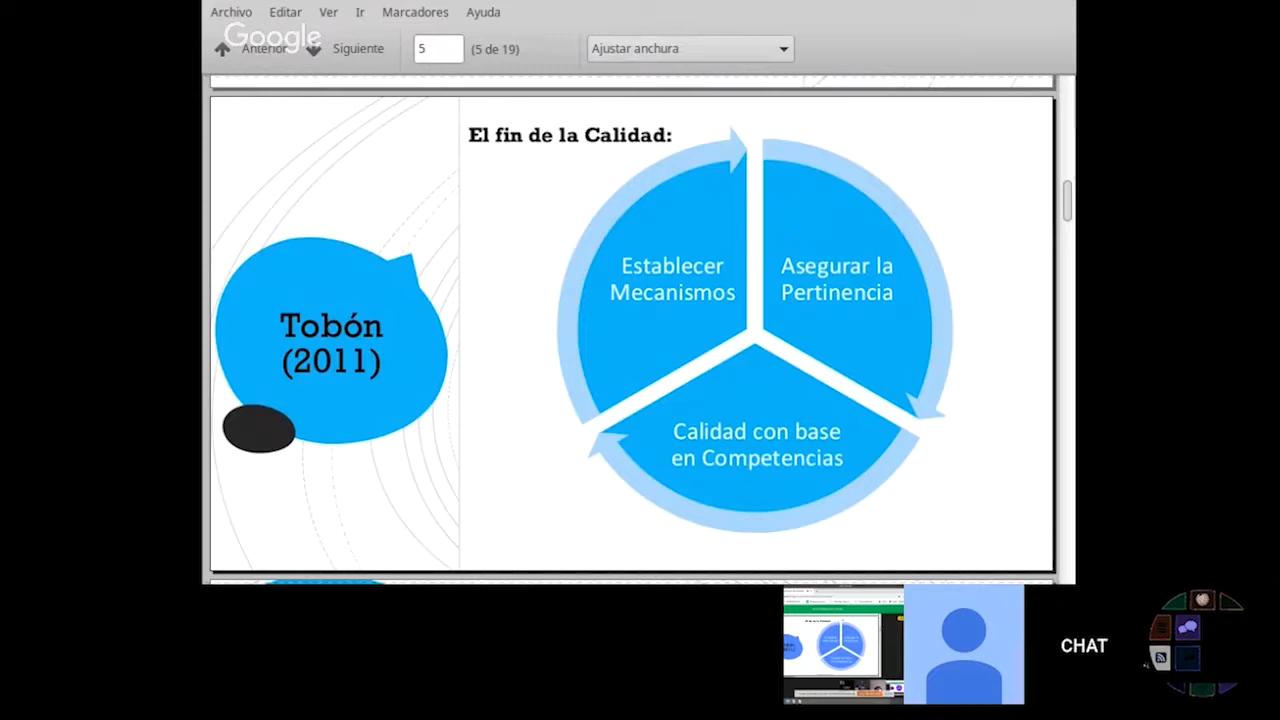 Archivo Editar Ver Ir Marcadores Ayuda
Google
Anterior Siguiente 5 (5 de 19) Ajustar anchura
El fin de la Calidad:
Establecer
Mecanismos
Asegurar la
Pertinencia
Tobón
(2011)
Calidad con base
en Competencias
CHAT